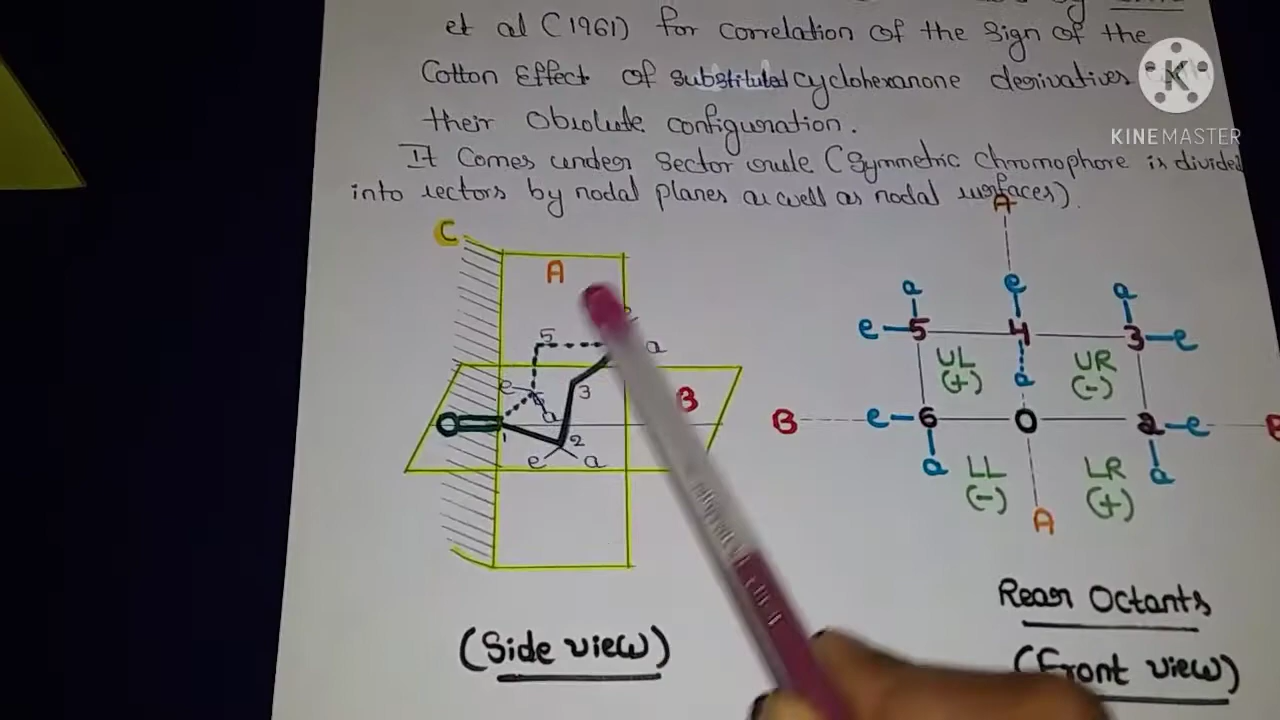 et al (1961) for correlation of the Sign of the
Cotton Effect of substituted cyclohexanone derivatives
their Obsolute configuration.
It Comes under Sector rule (Symmetric Chromophore is divided
into sectors by nodal planes as well as nodal surfaces).
KINEMASTER
C
A
5
a
e
a
3
B
O
1
2
e a
A
a e a
e 5 4 3 e
UL (+) a UR (-)
B e 6 O 2 e B
a LL (-) LR (+) a
A
Rear Octants
(Side view)
(Front view)